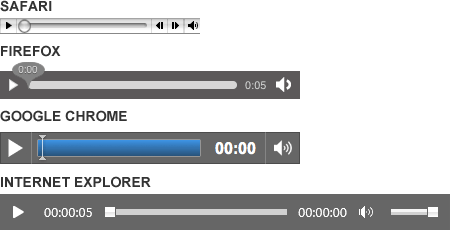 SAFARI
FIREFOX
0:00
0:05
GOOGLE CHROME
00:00
INTERNET EXPLORER
00:00:05 00:00:00